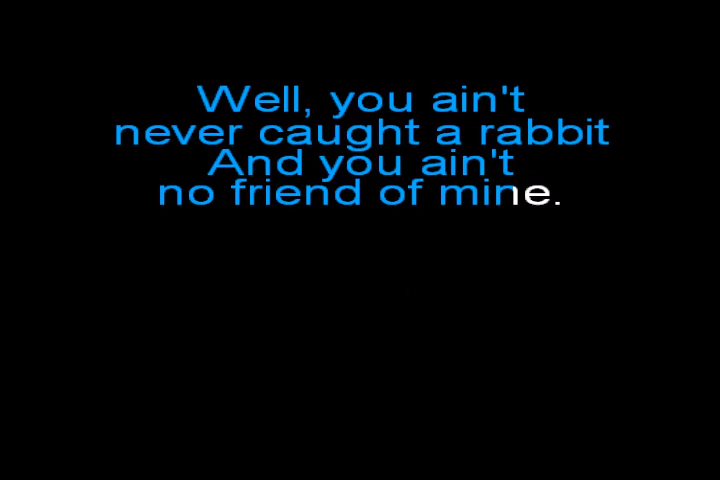 Well, you ain't
never caught a rabbit
And you ain't
no friend of mine.